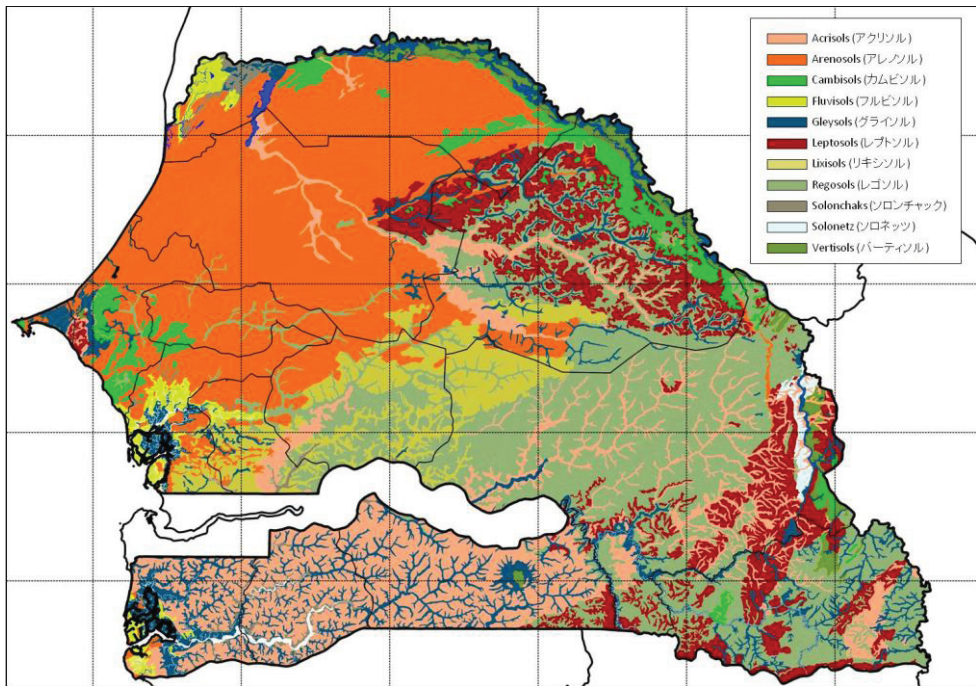 Acrisols (アクリソル)
Arenosols (アレノソル)
Cambisols (カムビソル)
Fluvisols (フルビソル)
Gleysols (グライソル)
Leptosols (レプトソル)
Lixisols (リキシソル)
Regosols (レゴソル)
Solonchaks (ソロンチャック)
Solonetz (ソロネッツ)
Vertisols (バーティソル)